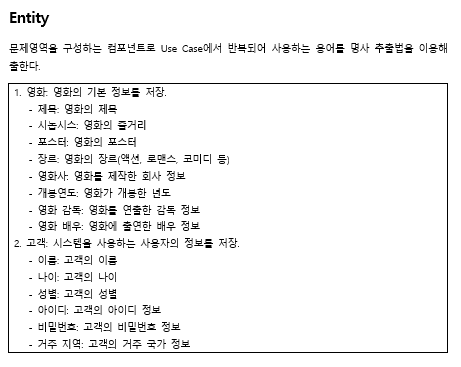 Entity
문제영역을 구성하는 컴포넌트로 Use Case에서 반복되어 사용하는 용어를 명사 추출법을 이용해
출한다.
1. 영화: 영화의 기본 정보를 저장.
- 제목: 영화의 제목
- 시놉시스: 영화의 줄거리
- 포스터: 영화의 포스터
- 장르: 영화의 장르(액션, 로맨스, 코미디 등)
- 영화사: 영화를 제작한 회사 정보
- 개봉연도: 영화가 개봉한 년도
- 영화 감독: 영화를 연출한 감독 정보
- 영화 배우: 영화에 출연한 배우 정보
2. 고객: 시스템을 사용하는 사용자의 정보를 저장.
- 이름: 고객의 이름
- 나이: 고객의 나이
- 성별: 고객의 성별
- 아이디: 고객의 아이디 정보
- 비밀번호: 고객의 비밀번호 정보
- 거주 지역: 고객의 거주 국가 정보